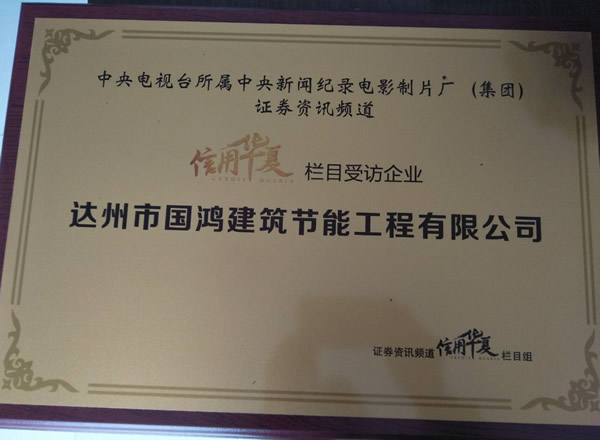 中央电视台所属中央新闻纪录电影制片厂（集团）
证券资讯频道
信用华夏 栏目受访企业
达州市国鸿建筑节能工程有限公司
证券资讯频道 信用华夏 栏目组